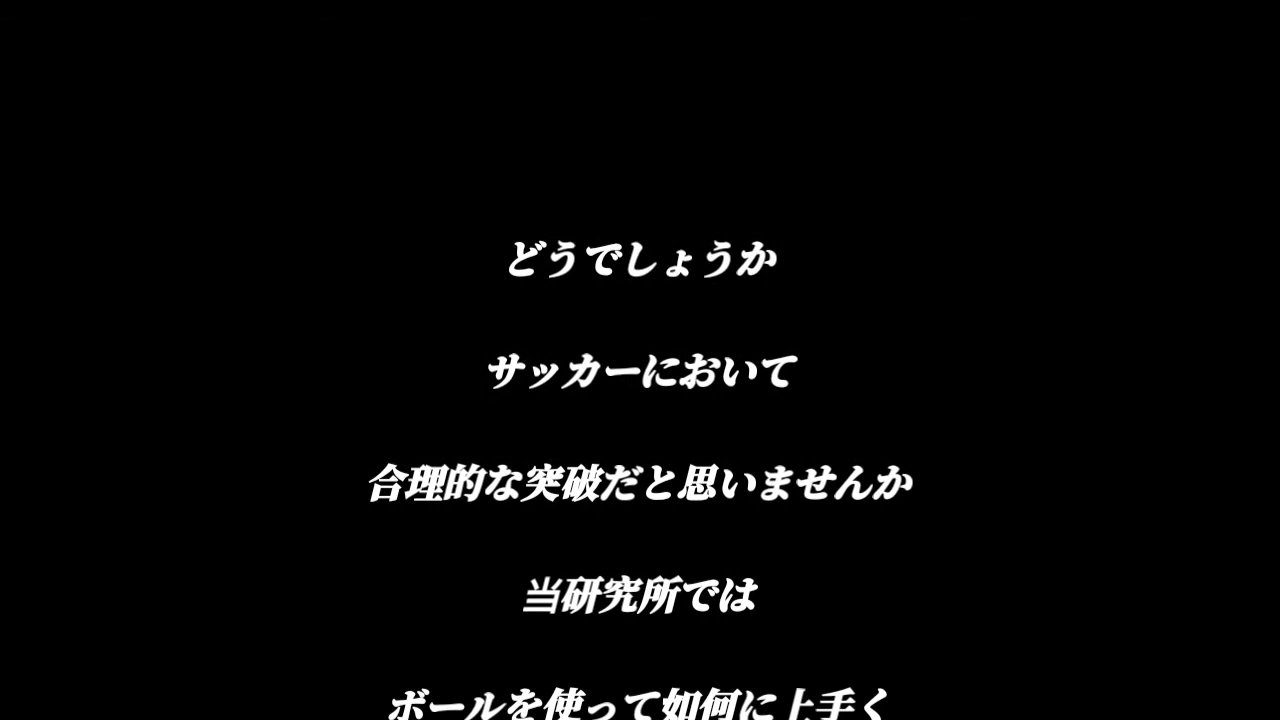 どうでしょうか
サッカーにおいて
合理的な突破だと思いませんか
当研究所では
ボールを使って如何に上手く